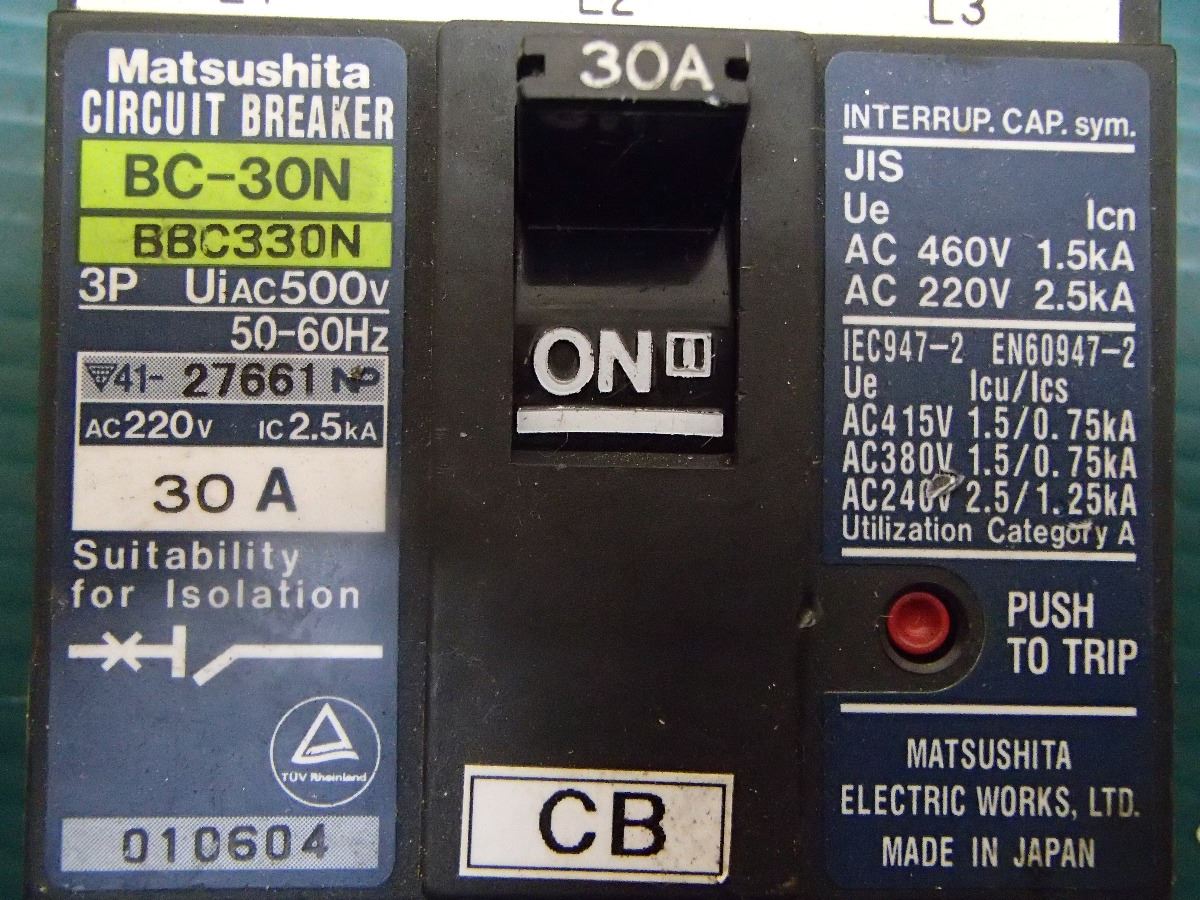 L2
L3
Matsushita
CIRCUIT BREAKER
BC-30N
BBC330N
3P Ui AC500V
50-60Hz
41- 27661 NP
AC220V IC 2.5kA
30 A
Suitability
for Isolation
TÜV Rheinland
010604
30A
ON
CB
INTERRUP. CAP. sym.
JIS
Ue Icn
AC 460V 1.5kA
AC 220V 2.5kA
IEC947-2 EN60947-2
Ue Icu/Ics
AC415V 1.5/0.75kA
AC380V 1.5/0.75kA
AC240V 2.5/1.25kA
Utilization Category A
PUSH
TO TRIP
MATSUSHITA
ELECTRIC WORKS, LTD.
MADE IN JAPAN